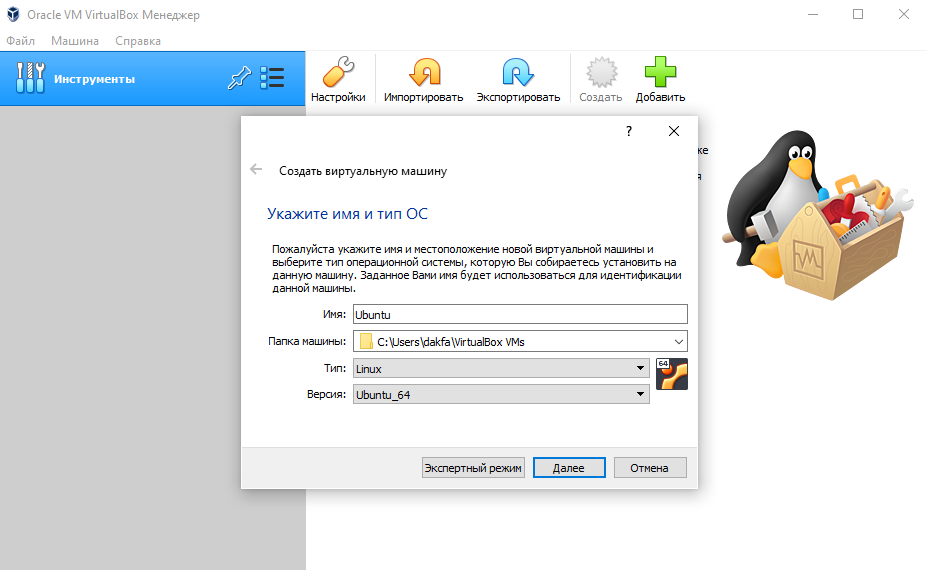 Oracle VM VirtualBox Менеджер
Файл Машина Справка
Инструменты
Настройки Импортировать Экспортировать Создать Добавить
?
Создать виртуальную машину
Укажите имя и тип ОС
Пожалуйста укажите имя и местоположение новой виртуальной машины и
выберите тип операционной системы, которую Вы собираетесь установить на
данную машину. Заданное Вами имя будет использоваться для идентификации
данной машины.
Имя: Ubuntu
Папка машины: C:\Users\dakfa\VirtualBox VMs
Тип: Linux
64
Версия: Ubuntu_64
Экспертный режим Далее Отмена